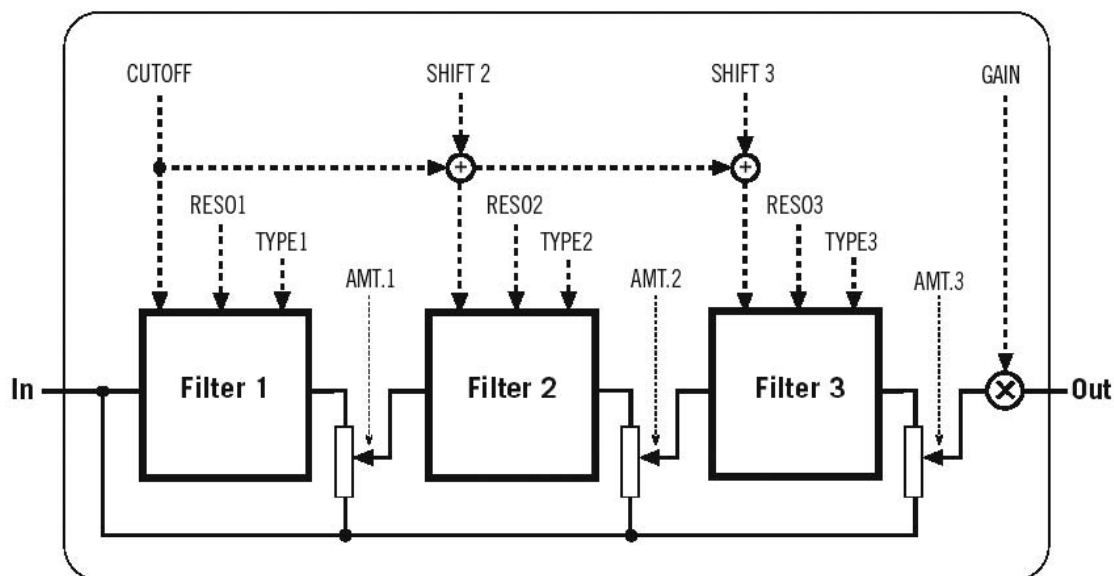 CUTOFF SHIFT 2 SHIFT 3 GAIN
+ +
RESO1 RESO2 RESO3
TYPE1 TYPE2 TYPE3
AMT.1 AMT.2 AMT.3
In Filter 1 Filter 2 Filter 3 × Out